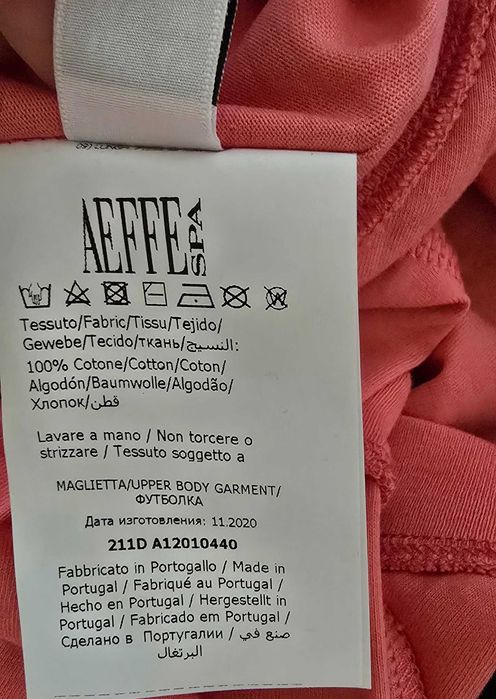 AEFFE SPA
Tessuto/Fabric/Tissu/Tejido/
Gewebe/Tecido/ткань/النسيج:
100% Cotone/Cotton/Coton/
Algodón/Baumwolle/Algodão/
Хлопок/قطن
Lavare a mano / Non torcere o
strizzare / Tessuto soggetto a
MAGLIETTA/UPPER BODY GARMENT/
ФУТБОЛКА
Дата изготовления: 11.2020
211D A12010440
Fabbricato in Portogallo / Made in
Portugal / Fabriqué au Portugal /
Hecho en Portugal / Hergestellt in
Portugal / Fabricado em Portugal /
Сделано в Португалии / صنع في
البرتغال